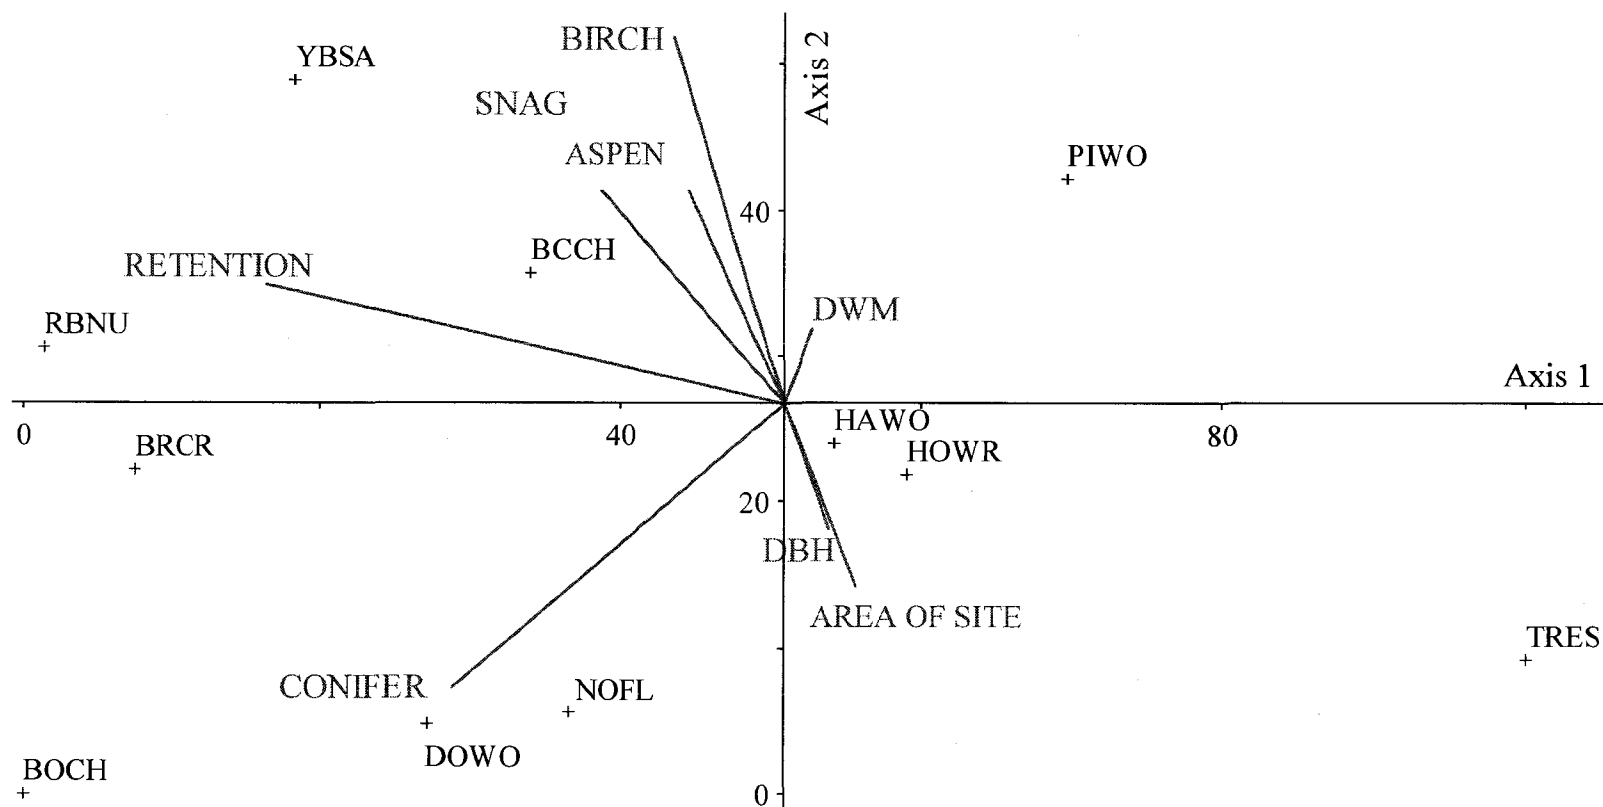 BIRCH
YBSA
Axis 2
SNAG
ASPEN
PIWO
40
BCCH
RETENTION
DWM
RBNU
Axis 1
0
40
80
HAWO
BRCR
HOWR
20
DBH
AREA OF SITE
TRES
CONIFER
NOFL
DOWO
BOCH
0